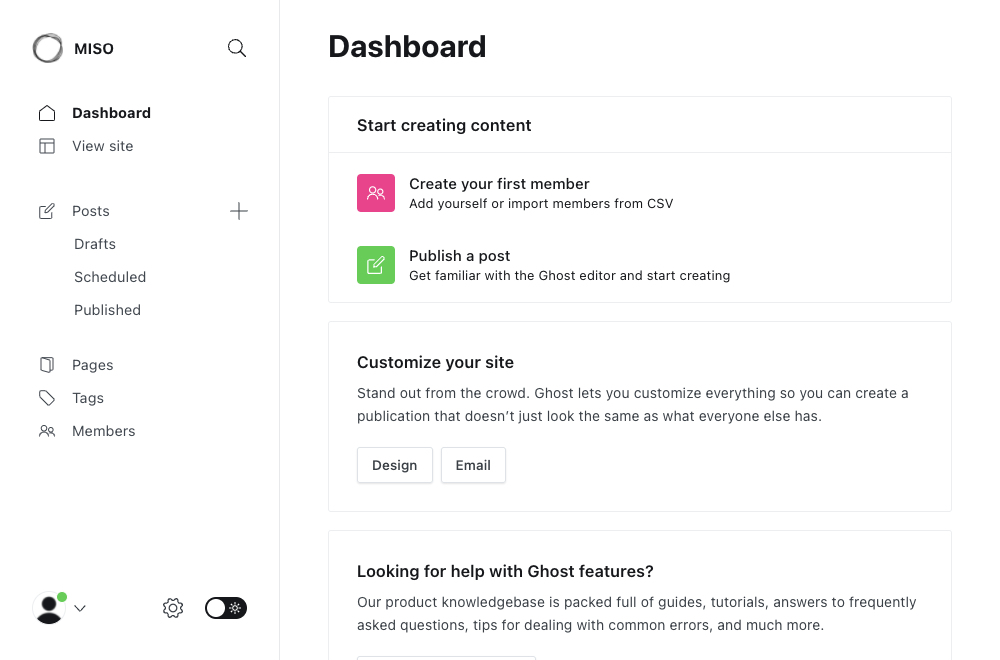 MISO
Dashboard
View site
Posts
Drafts
Scheduled
Published
Pages
Tags
Members
Dashboard
Start creating content
Create your first member
Add yourself or import members from CSV
Publish a post
Get familiar with the Ghost editor and start creating
Customize your site
Stand out from the crowd. Ghost lets you customize everything so you can create a
publication that doesn’t just look the same as what everyone else has.
Design
Email
Looking for help with Ghost features?
Our product knowledgebase is packed full of guides, tutorials, answers to frequently
asked questions, tips for dealing with common errors, and much more.